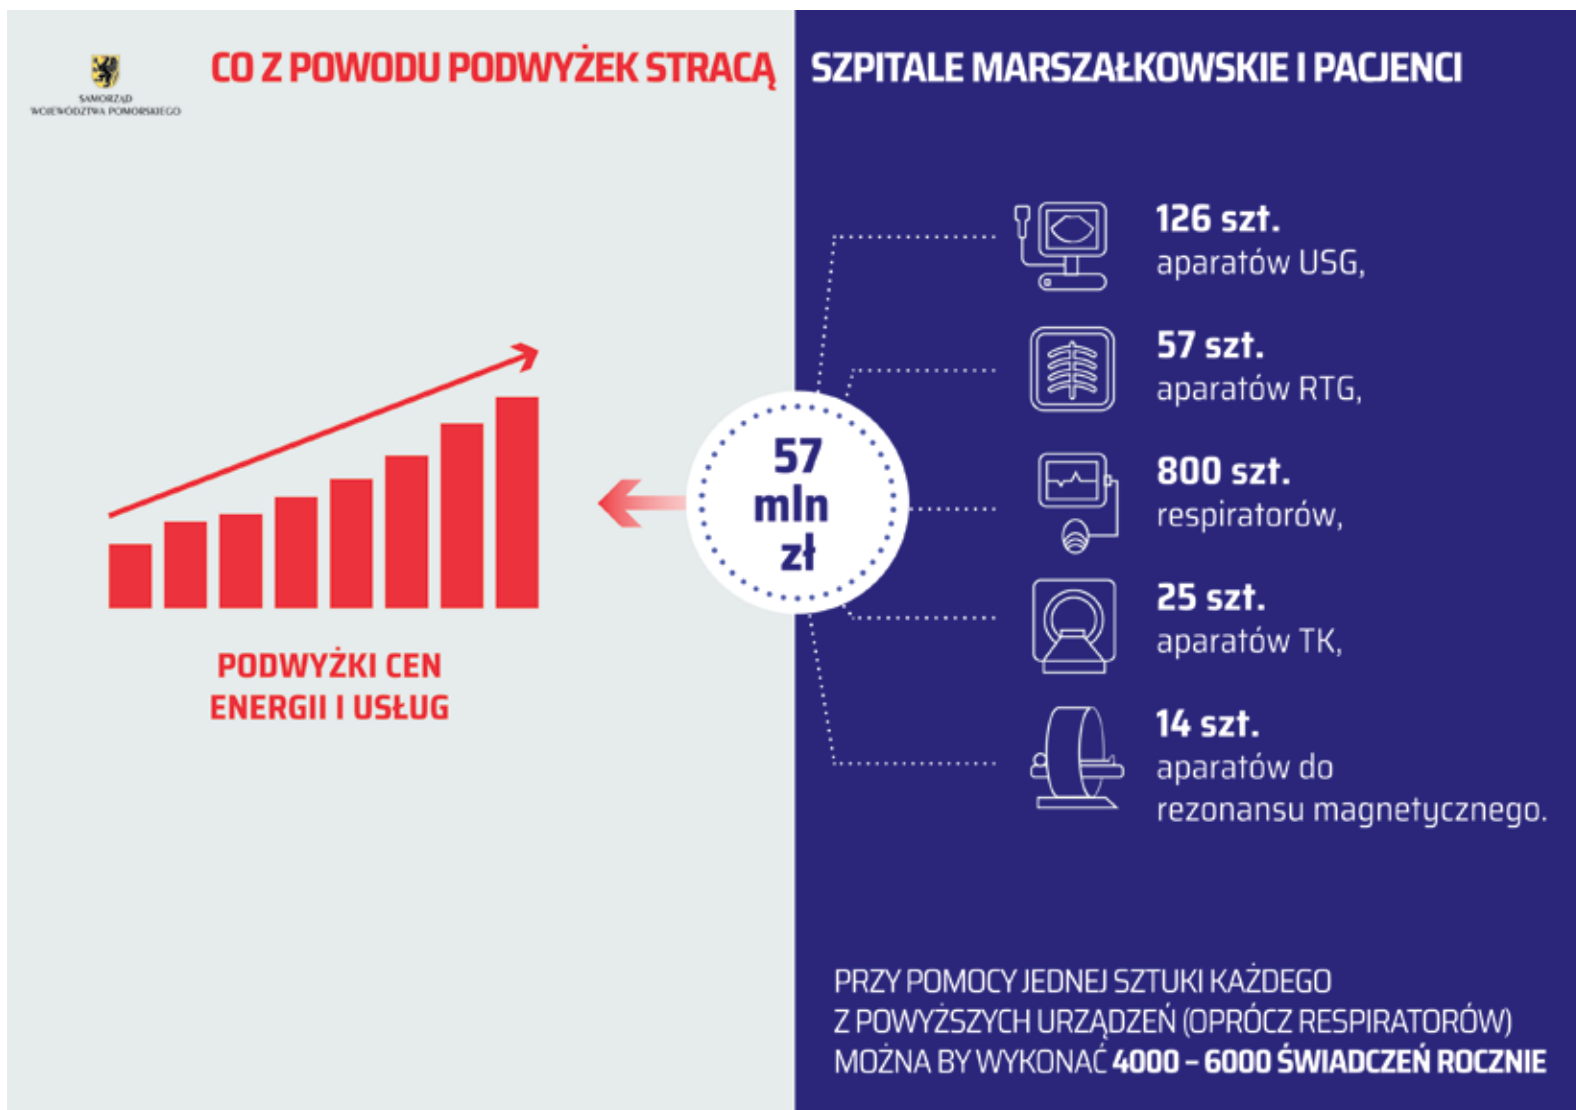 CO Z POWODU PODWYŻEK STRACĄ SZPITALE MARSZAŁKOWSKIE I PACJENCI
SAMORZĄD
WOJEWÓDZTWA POMORSKIEGO
PODWYŻKI CEN
ENERGII I USŁUG
57
mln
zł
126 szt.
aparatów USG,
57 szt.
aparatów RTG,
800 szt.
respiratorów,
25 szt.
aparatów TK,
14 szt.
aparatów do
rezonansu magnetycznego.
PRZY POMOCY JEDNEJ SZTUKI KAŻDEGO
Z POWYŻSZYCH URZĄDZEŃ (OPRÓCZ RESPIRATORÓW)
MOŻNA BY WYKONAĆ 4000 – 6000 ŚWIADCZEŃ ROCZNIE